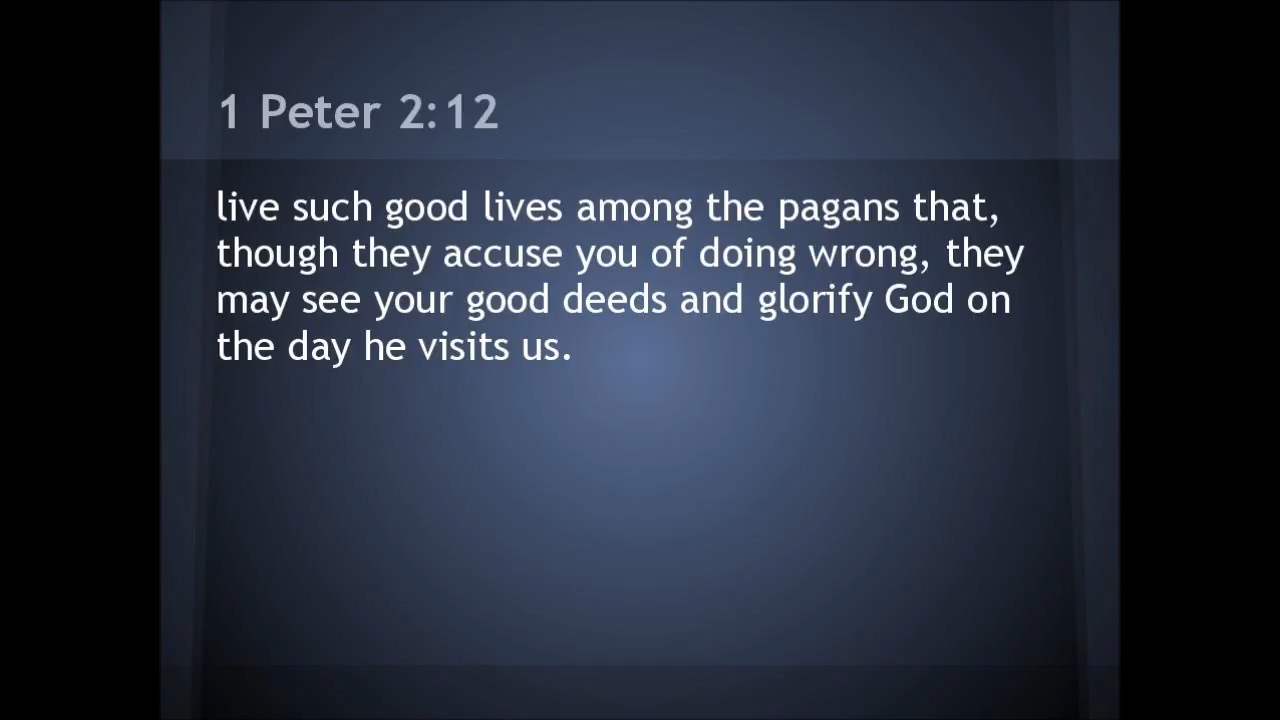 1 Peter 2:12
live such good lives among the pagans that,
though they accuse you of doing wrong, they
may see your good deeds and glorify God on
the day he visits us.